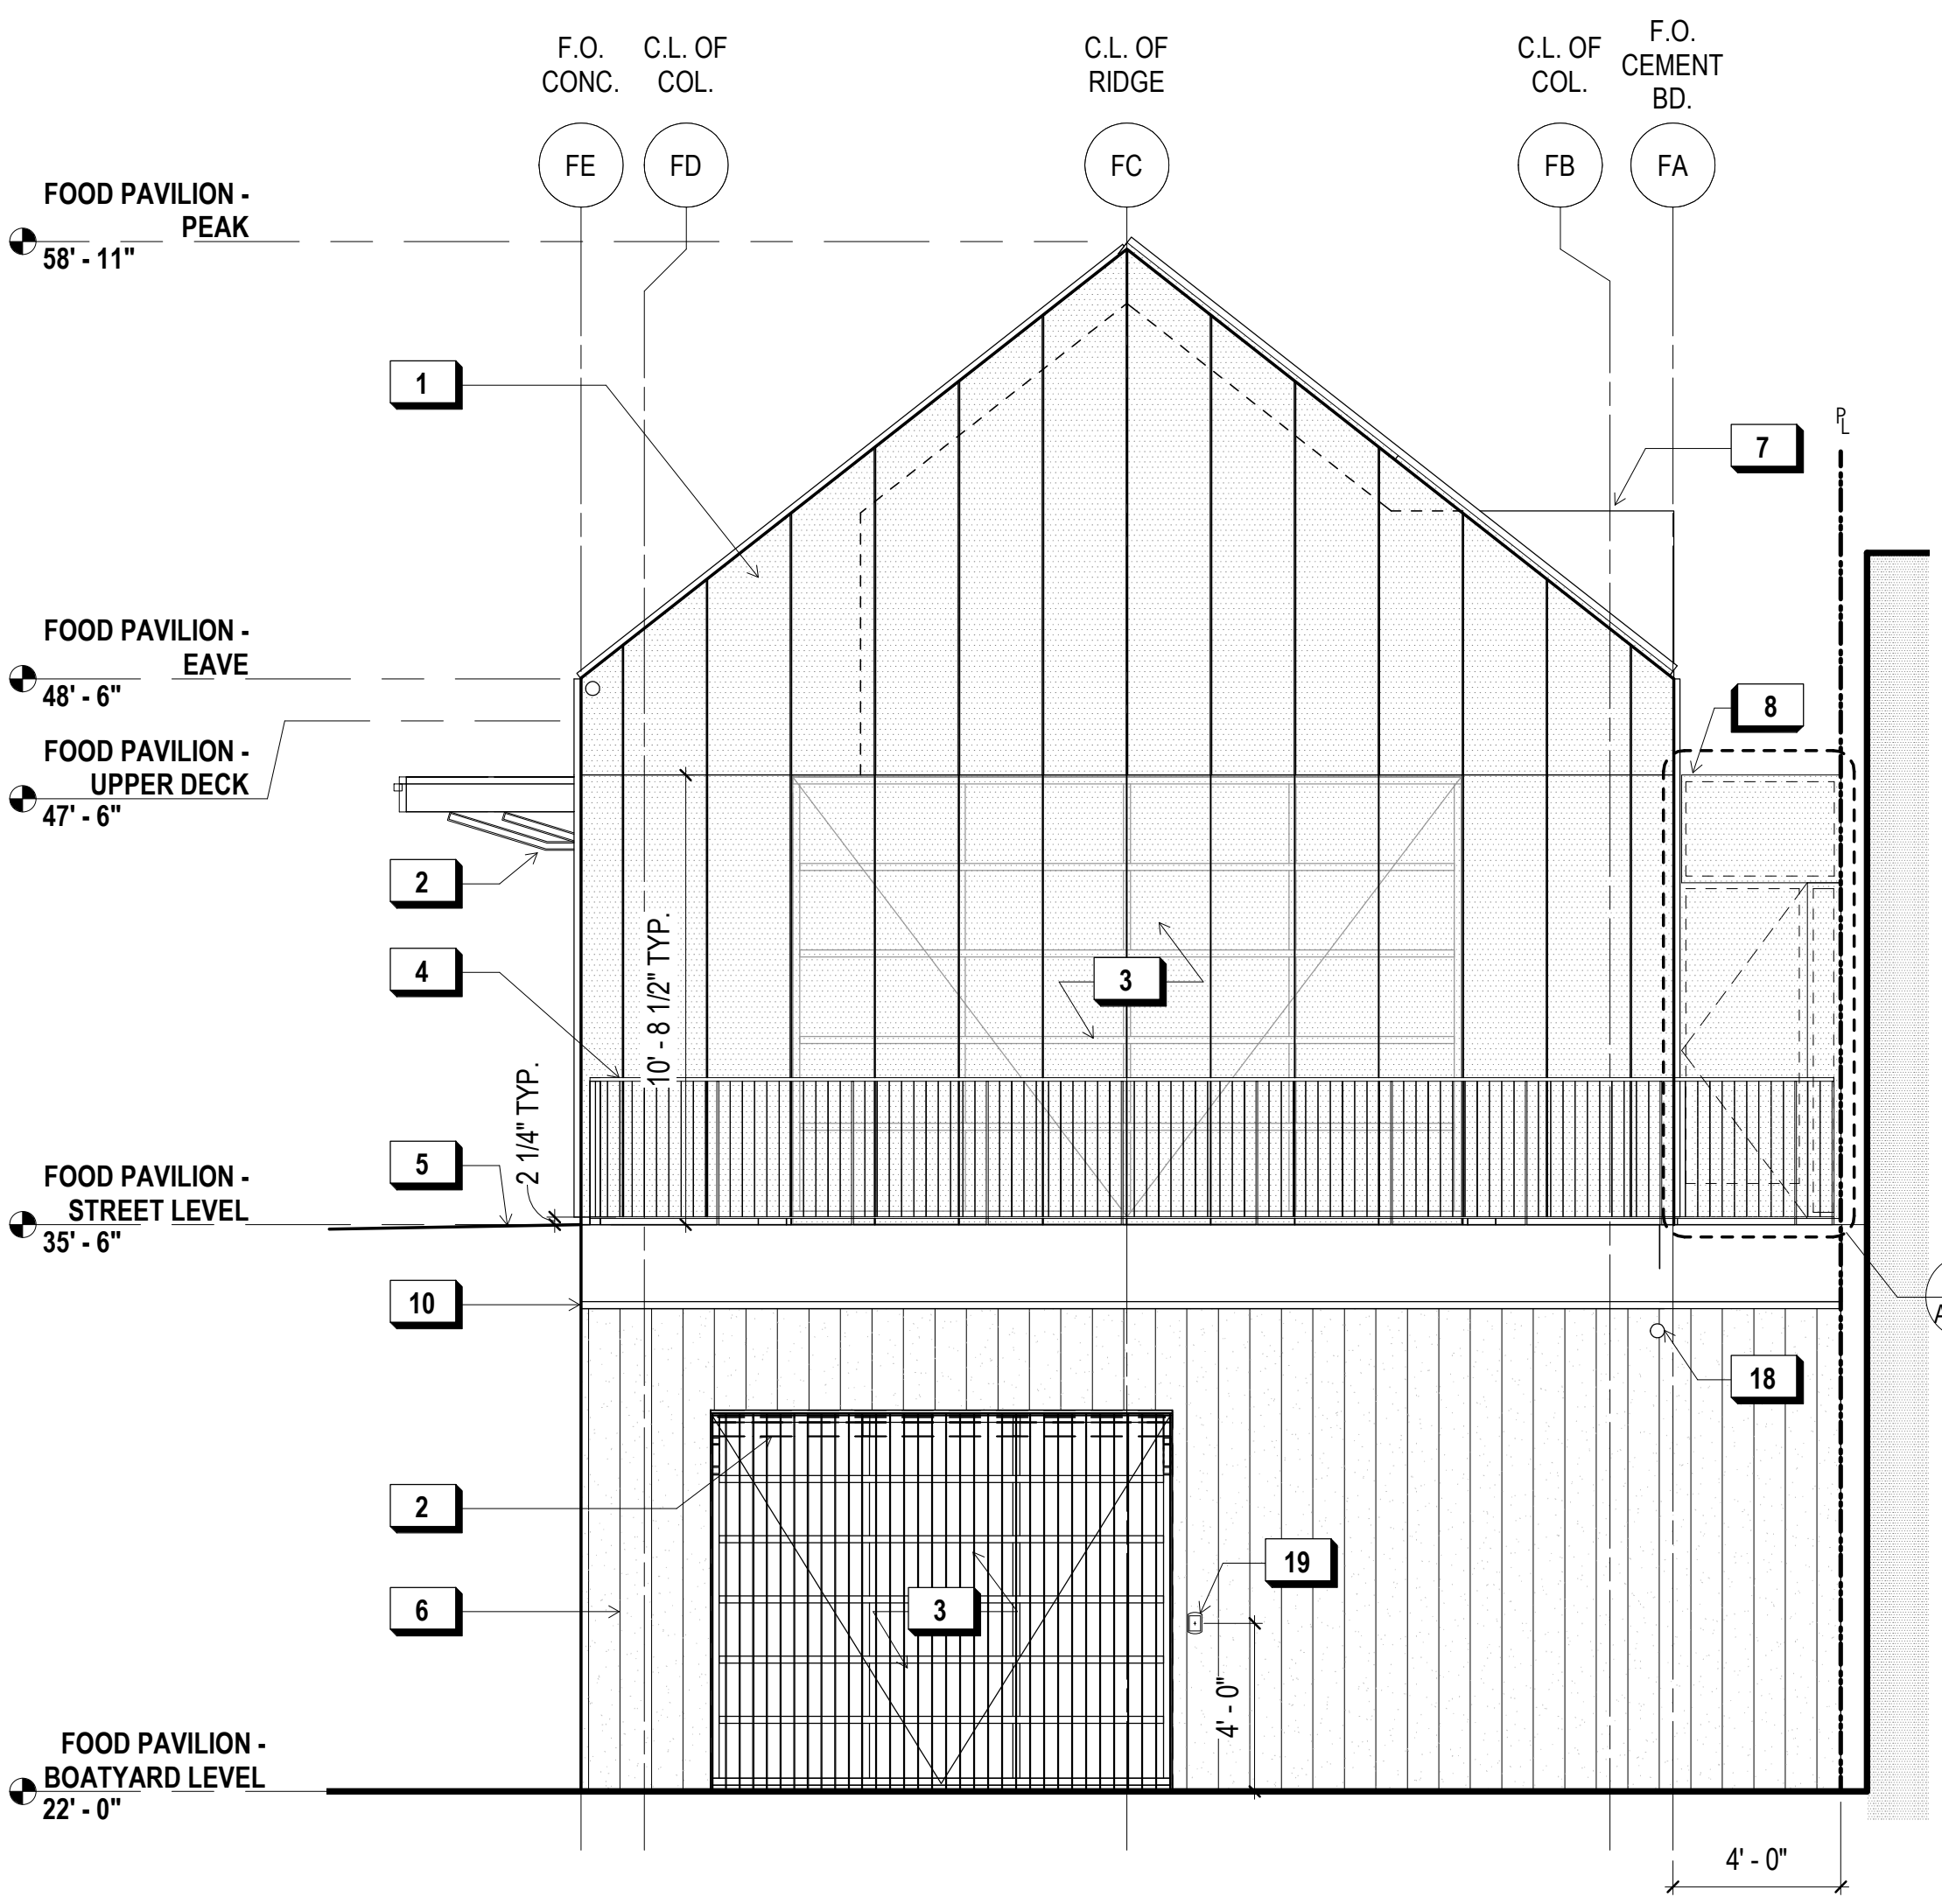 F.O.
CONC.
C.L. OF
COL.
C.L. OF
RIDGE
C.L. OF
COL.
F.O.
CEMENT
BD.
FE
FD
FC
FB
FA
FOOD PAVILION -
PEAK
58' - 11"
1
7
PL
FOOD PAVILION -
EAVE
48' - 6"
8
FOOD PAVILION -
UPPER DECK
47' - 6"
2
4
3
10' - 8 1/2" TYP.
2 1/4" TYP.
5
FOOD PAVILION -
STREET LEVEL
35' - 6"
10
A
18
2
19
3
6
4' - 0"
FOOD PAVILION -
BOATYARD LEVEL
22' - 0"
4' - 0"